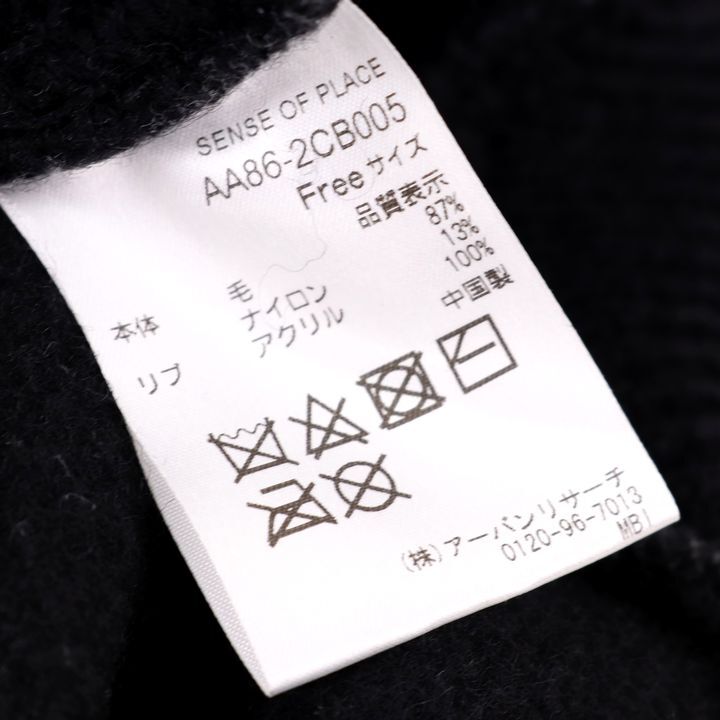 SENSE OF PLACE
AA86-2CB005
Freeサイズ
品質表示
本体 毛 87%
ナイロン 13%
リブ アクリル 100%
中国製
(株)アーバンリサーチ
0120-96-7013
MB1